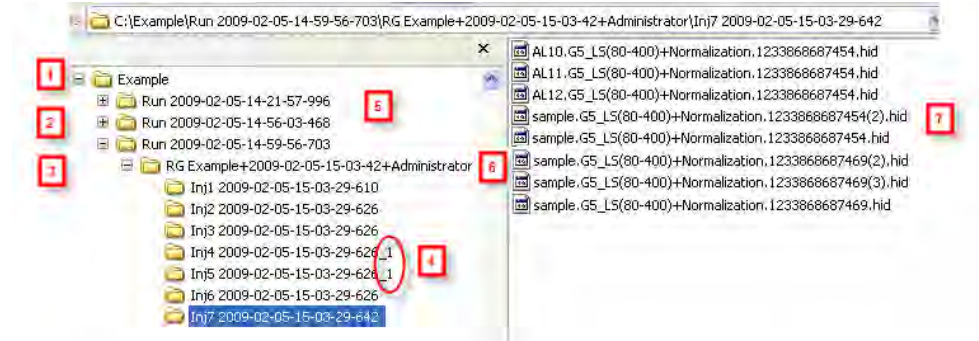 C:\Example\Run 2009-02-05-14-59-56-703\RG Example+2009-02-05-15-03-42+Administrator\Inj7 2009-02-05-15-03-29-642
1 Example
Run 2009-02-05-14-21-57-996 5
2 Run 2009-02-05-14-56-03-468
Run 2009-02-05-14-59-56-703
3 RG Example+2009-02-05-15-03-42+Administrator 6
Inj1 2009-02-05-15-03-29-610
Inj2 2009-02-05-15-03-29-626
Inj3 2009-02-05-15-03-29-626
Inj4 2009-02-05-15-03-29-626_1
4
Inj5 2009-02-05-15-03-29-626_1
Inj6 2009-02-05-15-03-29-626
Inj7 2009-02-05-15-03-29-642
AL10.G5_LS(80-400)+Normalization.1233868687454.hid
AL11.G5_LS(80-400)+Normalization.1233868687454.hid
AL12.G5_LS(80-400)+Normalization.1233868687454.hid
sample.G5_LS(80-400)+Normalization.1233868687454(2).hid 7
sample.G5_LS(80-400)+Normalization.1233868687454.hid
sample.G5_LS(80-400)+Normalization.1233868687469(2).hid
sample.G5_LS(80-400)+Normalization.1233868687469(3).hid
sample.G5_LS(80-400)+Normalization.1233868687469.hid